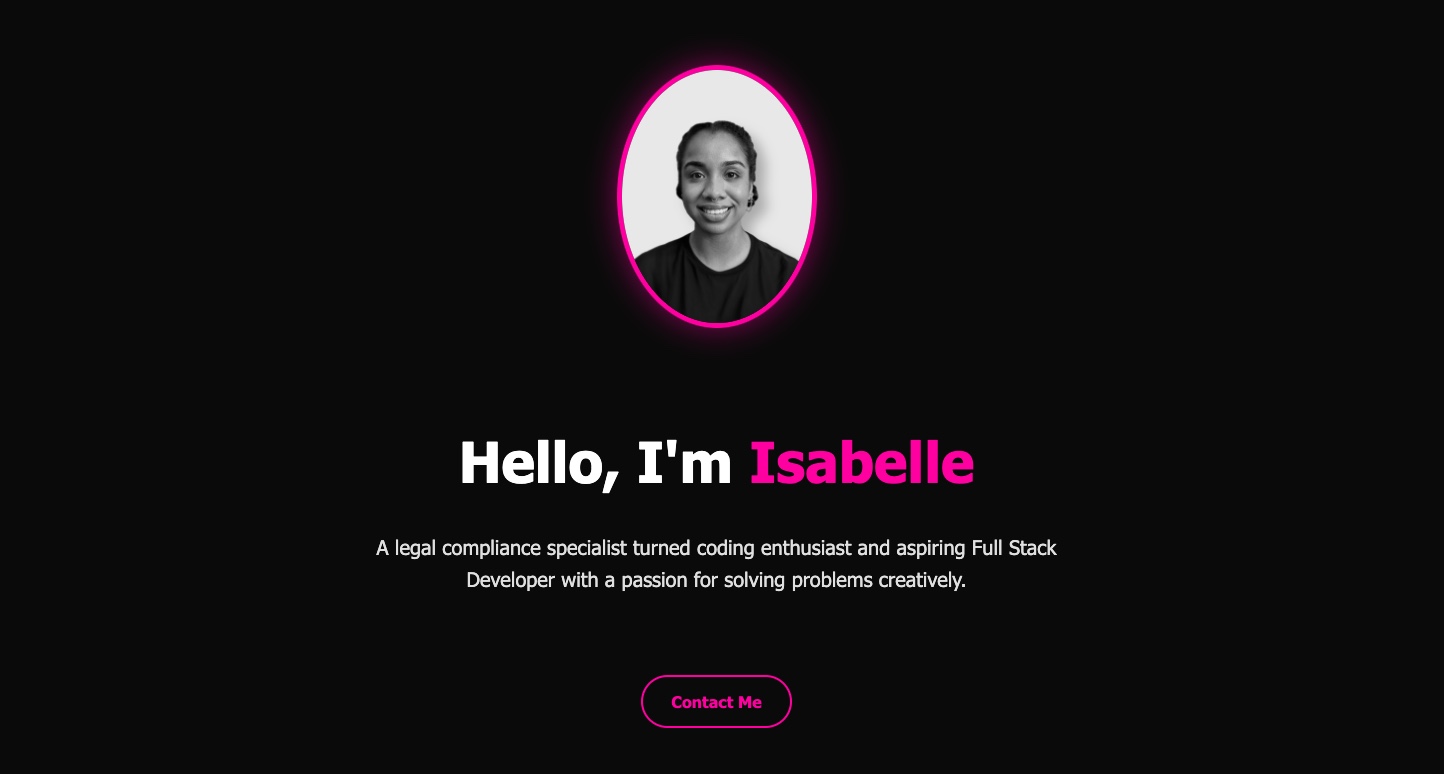 Hello, I'm Isabelle
A legal compliance specialist turned coding enthusiast and aspiring Full Stack
Developer with a passion for solving problems creatively.
Contact Me